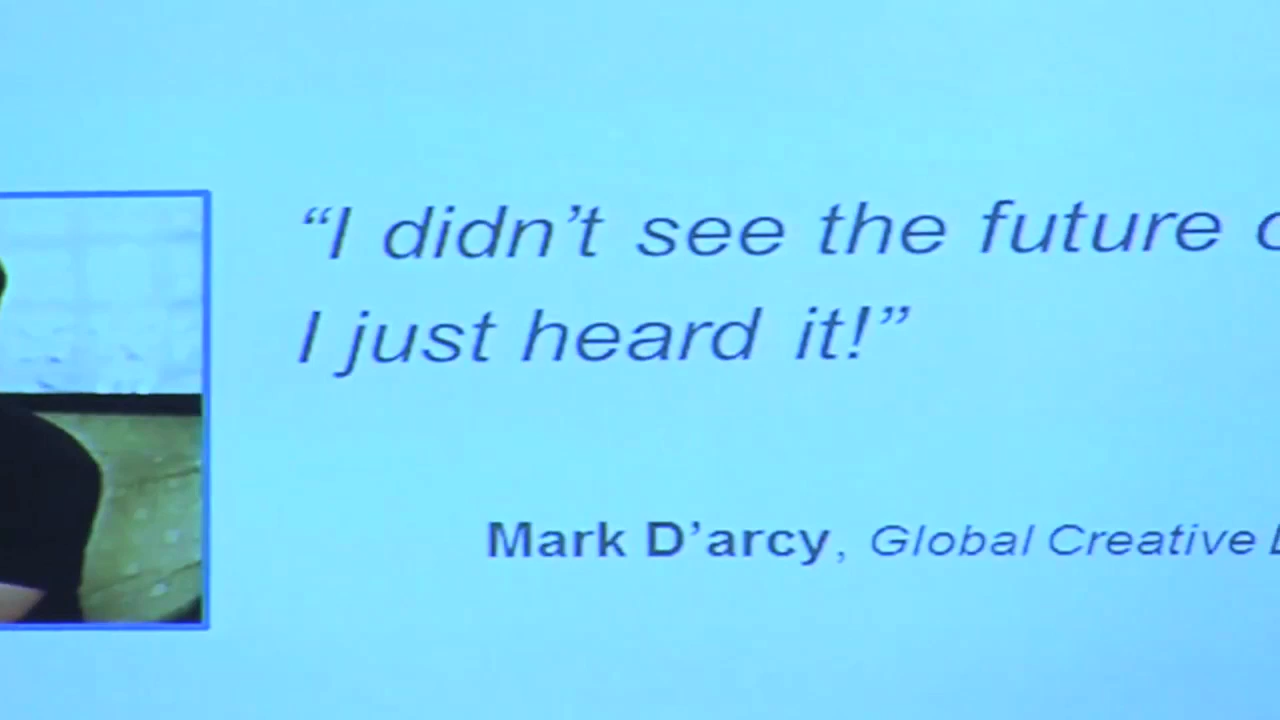 “I didn’t see the future
I just heard it!”
Mark D’arcy, Global Creative